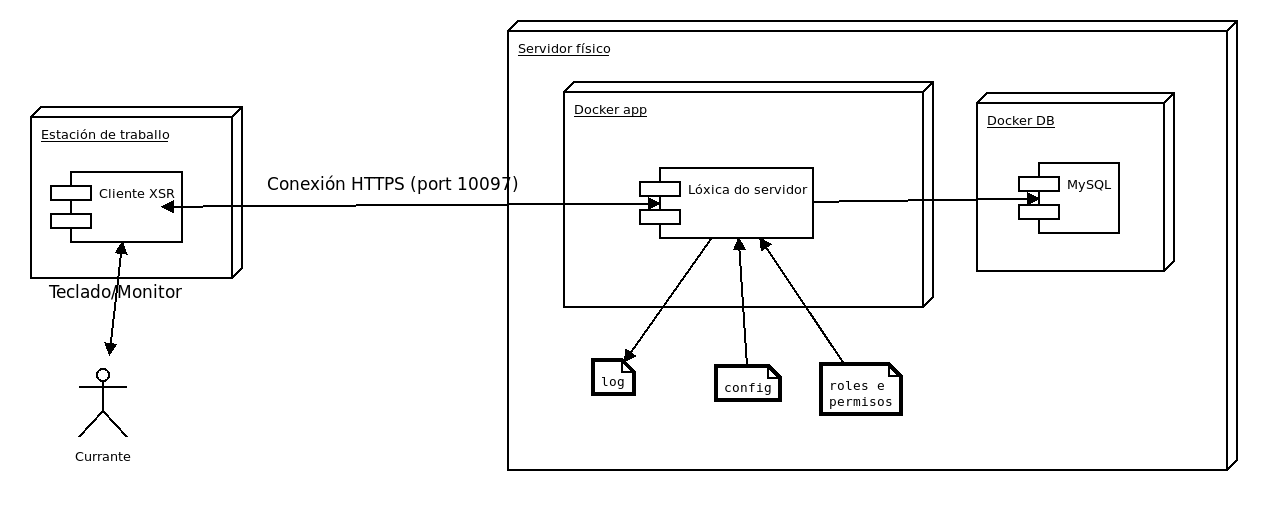 Servidor físico
Docker app
Docker DB
Estación de traballo
Cliente XSR
Conexión HTTPS (port 10097)
Lóxica do servidor
MySQL
Teclado/Monitor
log
config
roles e
permisos
Currante